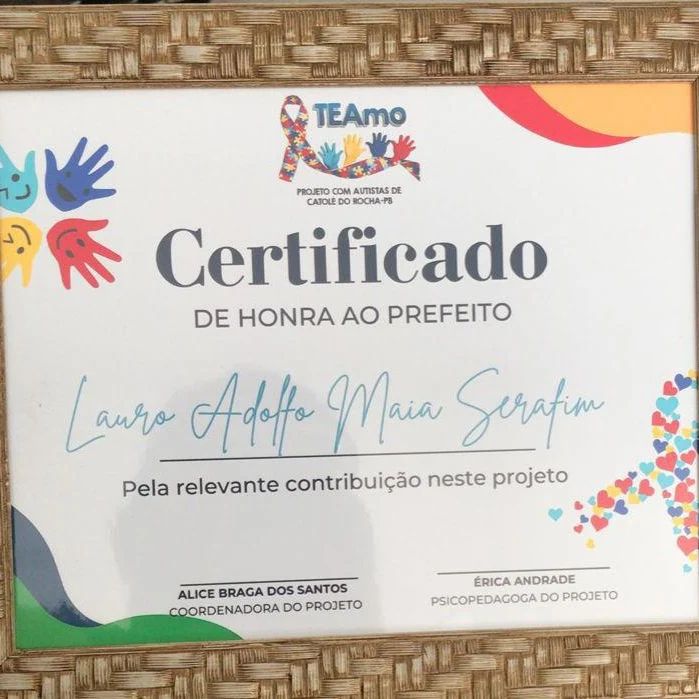 TEAmo
PROJETO COM AUTISTAS DE
CATOLÉ DO ROCHA-PB
Certificado
DE HONRA AO PREFEITO
Lauro Adolfo Maia Serafim
Pela relevante contribuição neste projeto
ALICE BRAGA DOS SANTOS
COORDENADORA DO PROJETO
ÉRICA ANDRADE
PSICOPEDAGOGA DO PROJETO